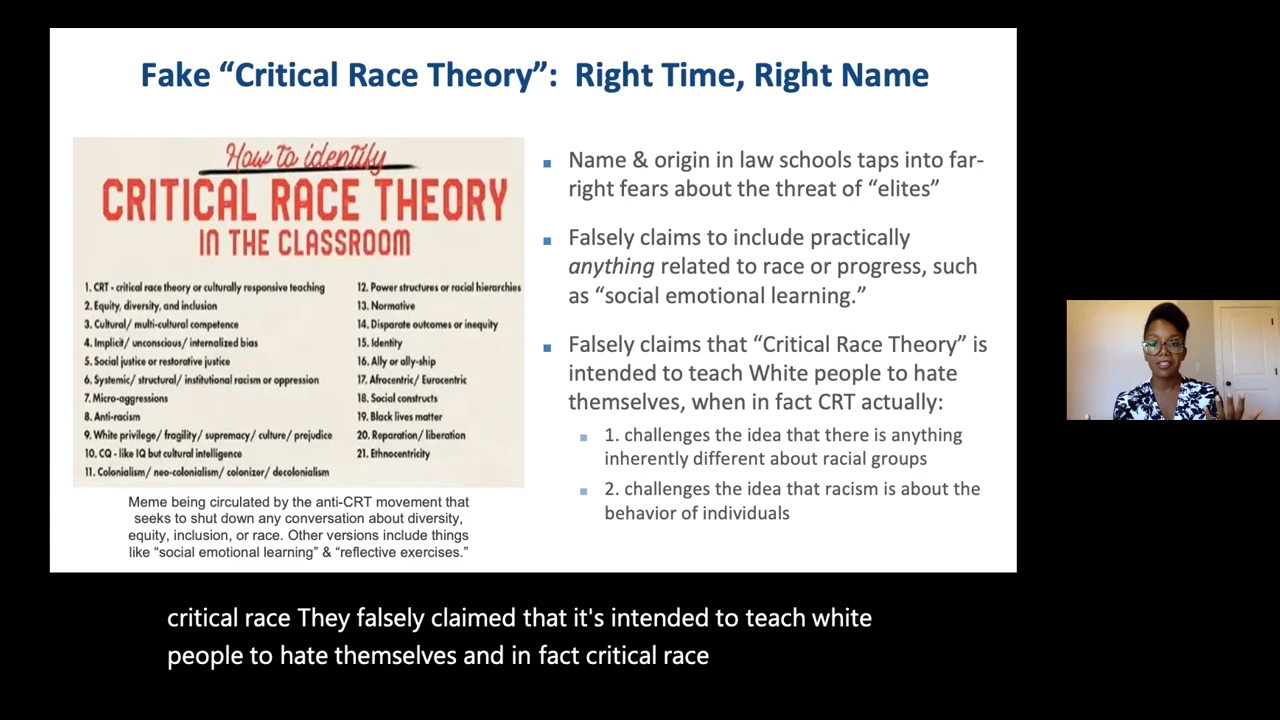 Fake “Critical Race Theory”:  Right Time, Right Name
How to identify
CRITICAL RACE THEORY
IN THE CLASSROOM
1. CRT - critical race theory or culturally responsive teaching
2. Equity, diversity, and inclusion
3. Cultural/ multi-cultural competence
4. Implicit/ unconscious/ internalized bias
5. Social justice or restorative justice
6. Systemic/ structural/ institutional racism or oppression
7. Micro-aggressions
8. Anti-racism
9. White privilege/ fragility/ supremacy/ culture/ prejudice
10. CQ - like IQ but cultural intelligence
11. Colonialism/ neo-colonialism/ colonizer/ decolonialism
12. Power structures or racial hierarchies
13. Normative
14. Disparate outcomes or inequity
15. Identity
16. Ally or ally-ship
17. Afrocentric/ Eurocentric
18. Social constructs
19. Black lives matter
20. Reparation/ liberation
21. Ethnocentricity
Meme being circulated by the anti-CRT movement that
seeks to shut down any conversation about diversity,
equity, inclusion, or race. Other versions include things
like “social emotional learning” & “reflective exercises.”
Name & origin in law schools taps into far-
right fears about the threat of “elites”
Falsely claims to include practically
anything related to race or progress, such
as “social emotional learning.”
Falsely claims that “Critical Race Theory” is
intended to teach White people to hate
themselves, when in fact CRT actually:
1. challenges the idea that there is anything
inherently different about racial groups
2. challenges the idea that racism is about the
behavior of individuals
critical race They falsely claimed that it's intended to teach white
people to hate themselves and in fact critical race